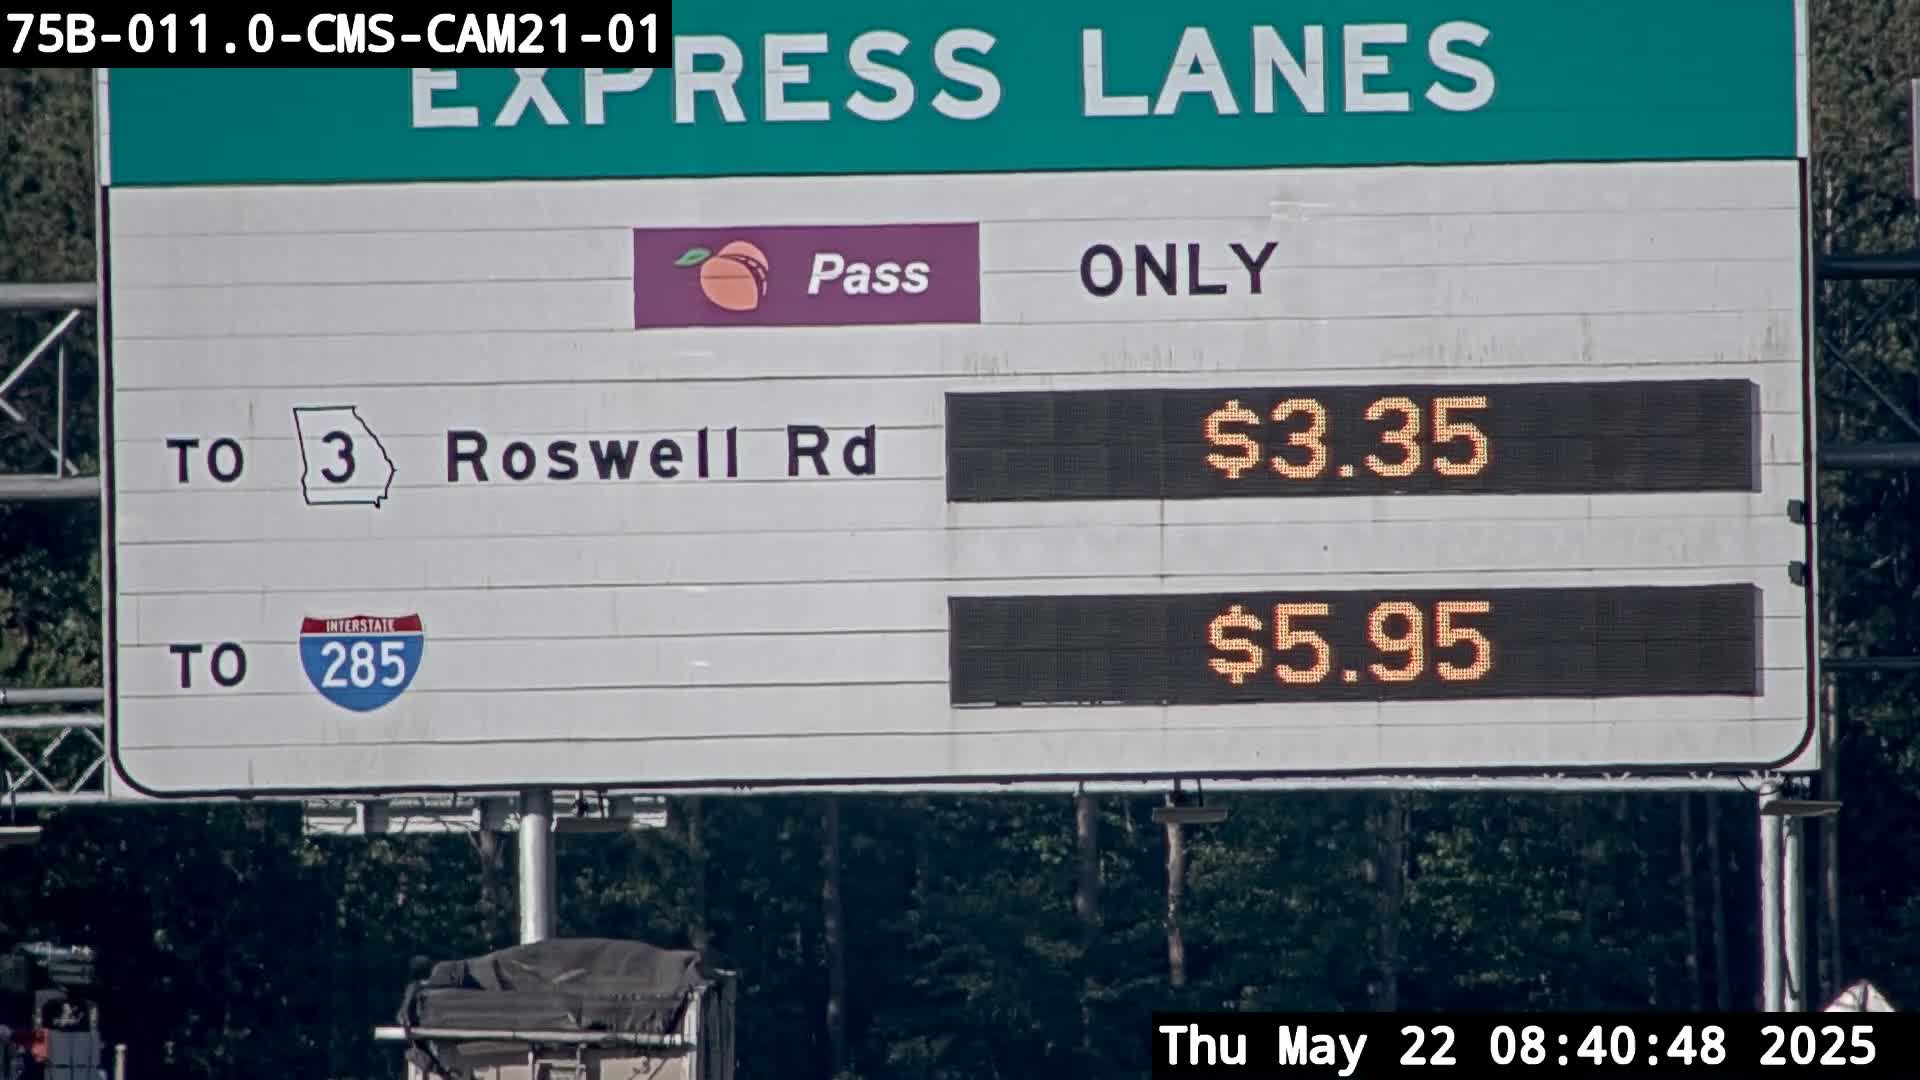 75B-011.0-CMS-CAM21-01
EXPRESS LANES
Pass ONLY
TO 3 Roswell Rd $3.35
TO INTERSTATE 285 $5.95
Thu May 22 08:40:48 2025